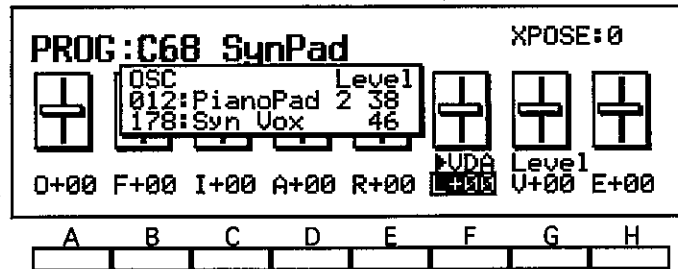 PROG:C68 SynPad XPOSE:0
OSC Level
012:PianoPad 2 38
178:Syn Vox 46
▶VDA Level
O+00 F+00 I+00 A+00 R+00 L+00 V+00 E+00
A B C D E F G H